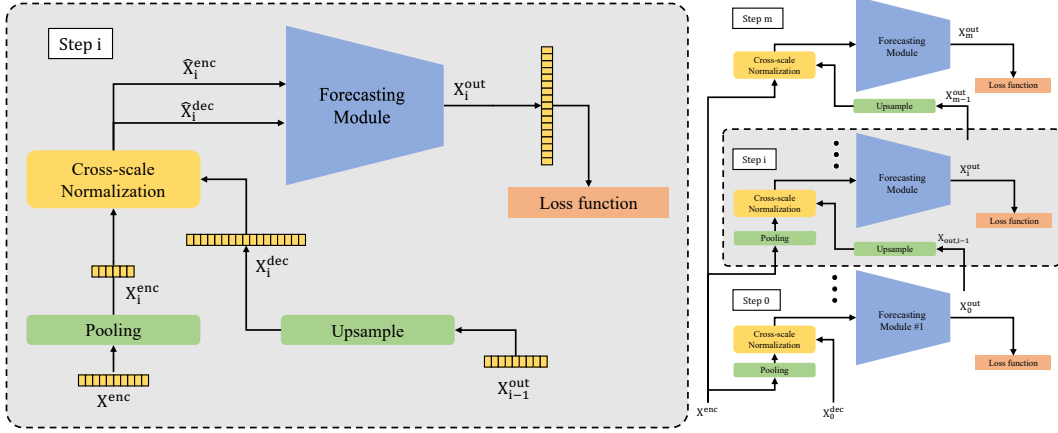 Step i
X̂ᵢᵉⁿᶜ
X̂ᵢᵈᵉᶜ
Forecasting
Module
Xᵢᵒᵘᵗ
Cross-scale
Normalization
Loss function
Xᵢᵈᵉᶜ
Xᵢᵉⁿᶜ
Pooling
Upsample
Xᵉⁿᶜ
Xᵢ₋₁ᵒᵘᵗ
Step m
Forecasting
Module
Xₘᵒᵘᵗ
Cross-scale
Normalization
Loss function
Xₘ₋₁ᵒᵘᵗ
Upsample
Step i
Forecasting
Module
Xᵢᵒᵘᵗ
Cross-scale
Normalization
Loss function
Pooling
X_out,i−1
Upsample
Step 0
Forecasting
Module #1
X₀ᵒᵘᵗ
Cross-scale
Normalization
Loss function
Pooling
Xᵉⁿᶜ
X₀ᵈᵉᶜ